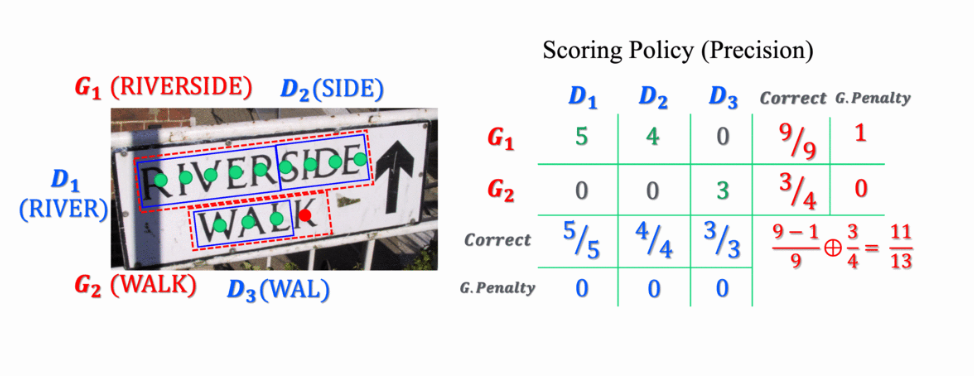 Scoring Policy (Precision)
G₁ (RIVERSIDE) D₂ (SIDE)
D₁ (RIVER)
RIVERSIDE
WALK
G₂ (WALK) D₃ (WAL)
D₁ D₂ D₃ Correct G.Penalty
G₁ 5 4 0 9/9 1
G₂ 0 0 3 3/4 0
Correct 5/5 4/4 3/3 (9 − 1)/9 ⊕ 3/4 = 11/13
G.Penalty 0 0 0